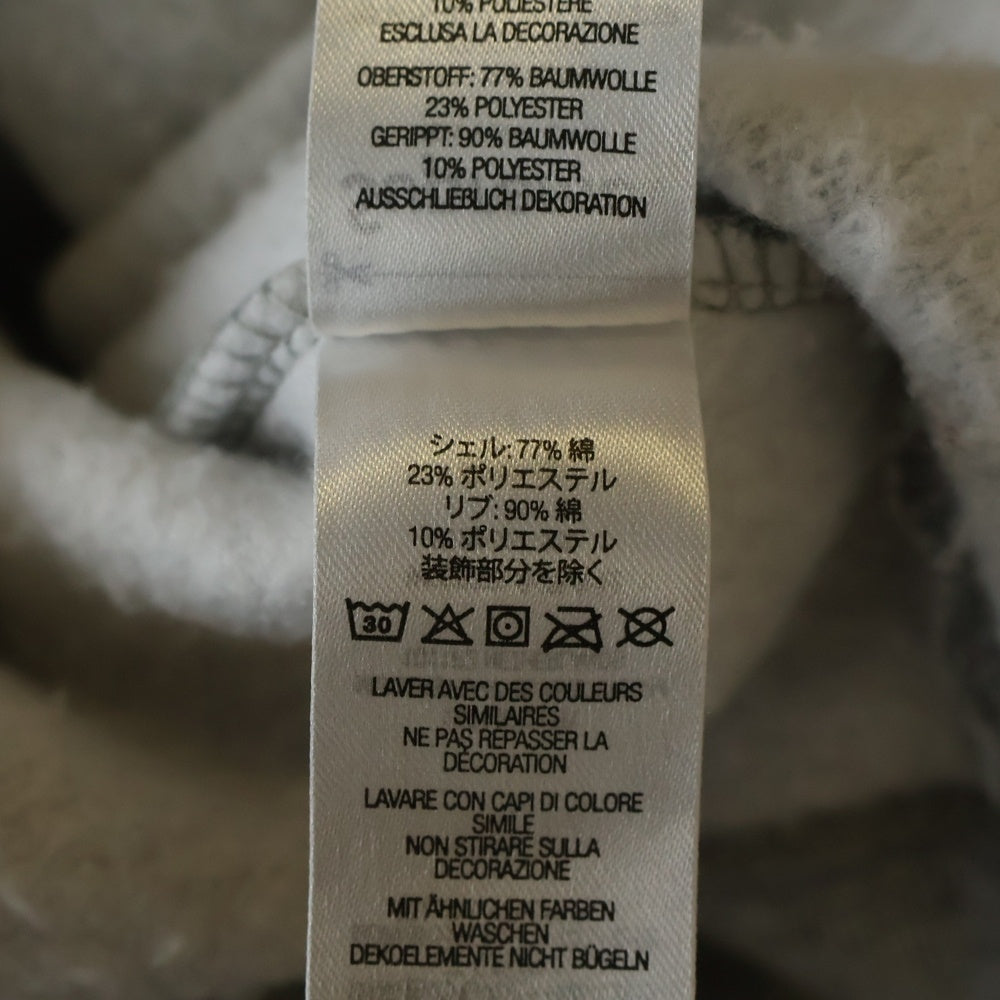 10% POLIESTERE
ESCLUSA LA DECORAZIONE
OBERSTOFF: 77% BAUMWOLLE
23% POLYESTER
GERIPPT: 90% BAUMWOLLE
10% POLYESTER
AUSSCHLIEBLICH DEKORATION
シェル: 77% 綿
23% ポリエステル
リブ: 90% 綿
10% ポリエステル
装飾部分を除く
30
LAVER AVEC DES COULEURS
SIMILAIRES
NE PAS REPASSER LA
DÉCORATION
LAVARE CON CAPI DI COLORE
SIMILE
NON STIRARE SULLA
DECORAZIONE
MIT ÄHNLICHEN FARBEN
WASCHEN
DEKOELEMENTE NICHT BÜGELN